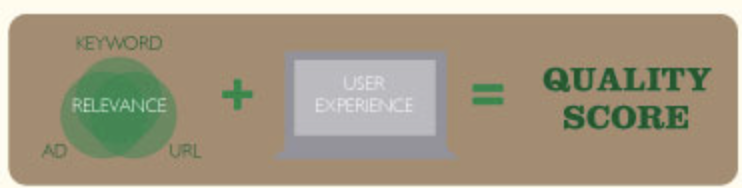 KEYWORD
RELEVANCE
AD
URL
+
USER
EXPERIENCE
=
QUALITY
SCORE